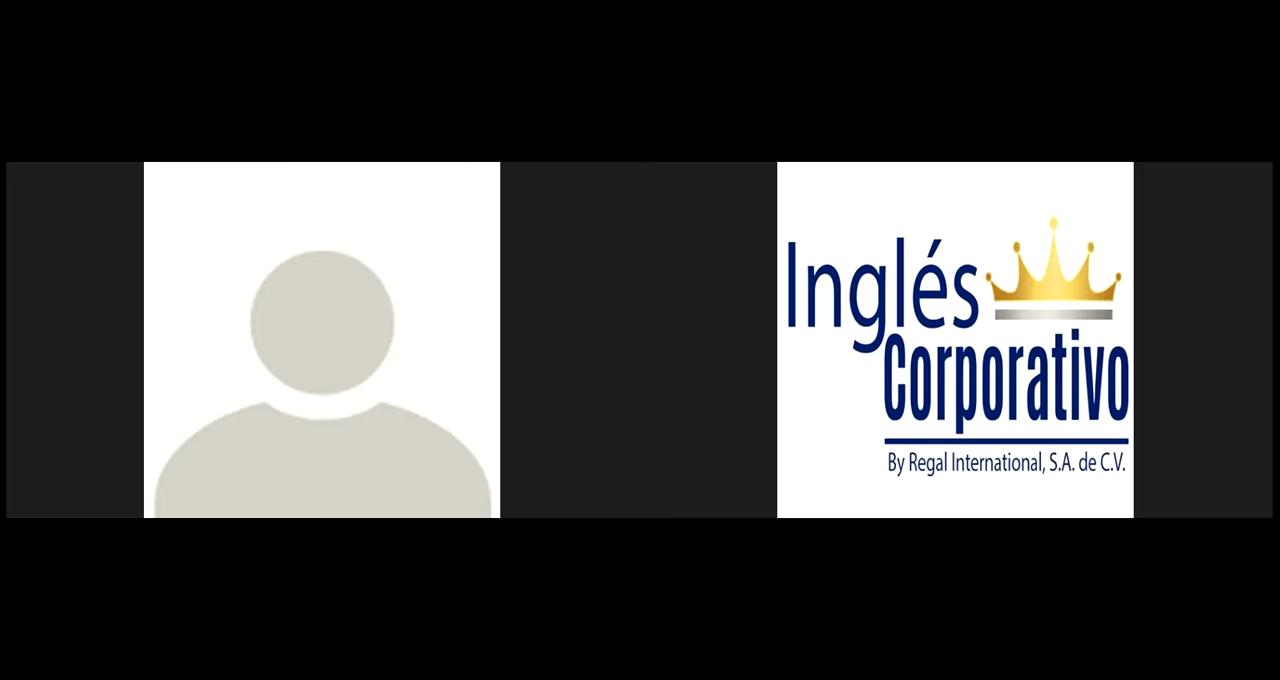 Inglés
Corporativo
By Regal International, S.A. de C.V.